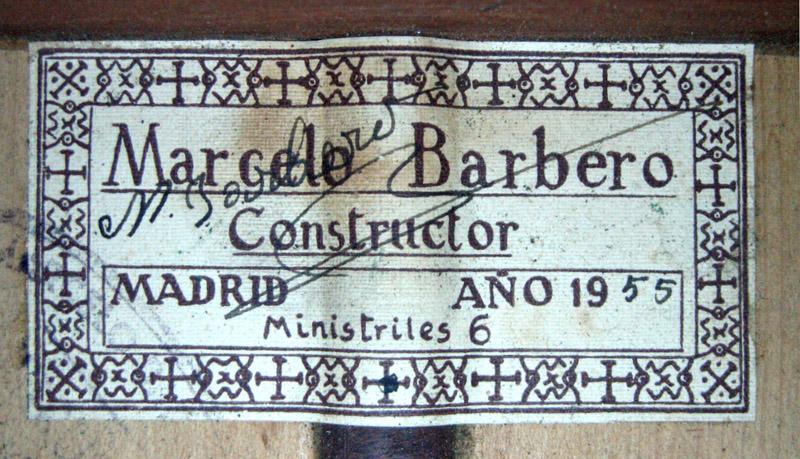 Marcelo Barbero
Constructor
MADRID AÑO 1955
Ministriles 6